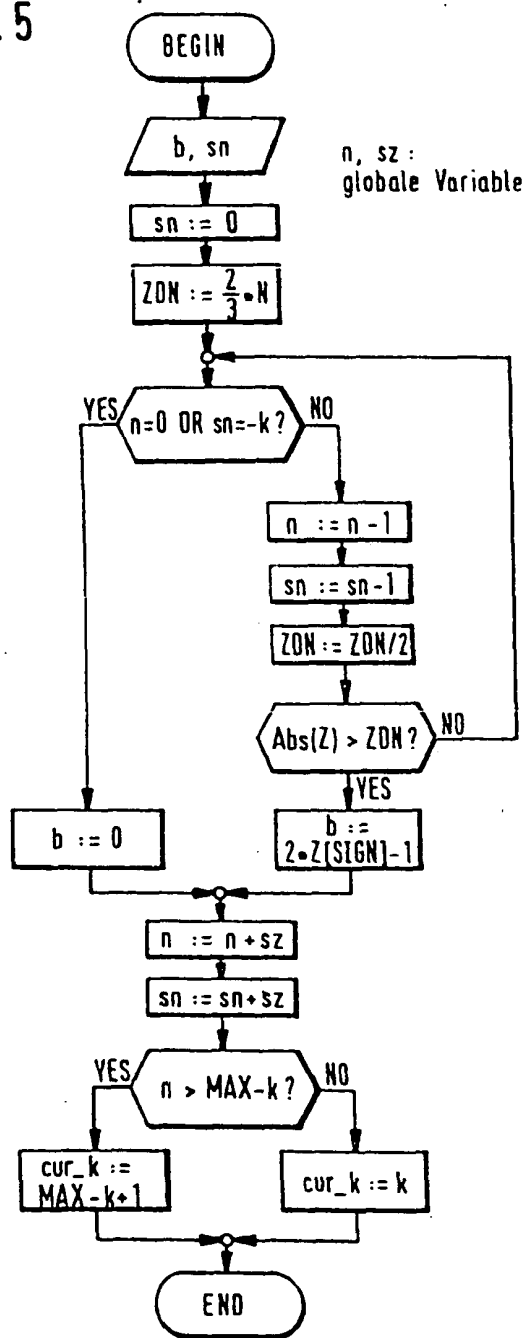 . 5
BEGIN
b, sn
n, sz :
globale Variable
sn := 0
ZDN := 2/3•N
YES
n=0 OR sn=-k?
NO
n := n-1
sn := sn-1
ZDN := ZDN/2
Abs(Z) > ZDN?
NO
YES
b := 0
b :=
2•Z[SIGN]-1
n := n+sz
sn := sn+sz
YES
n > MAX-k?
NO
cur_k :=
MAX-k+1
cur_k := k
END